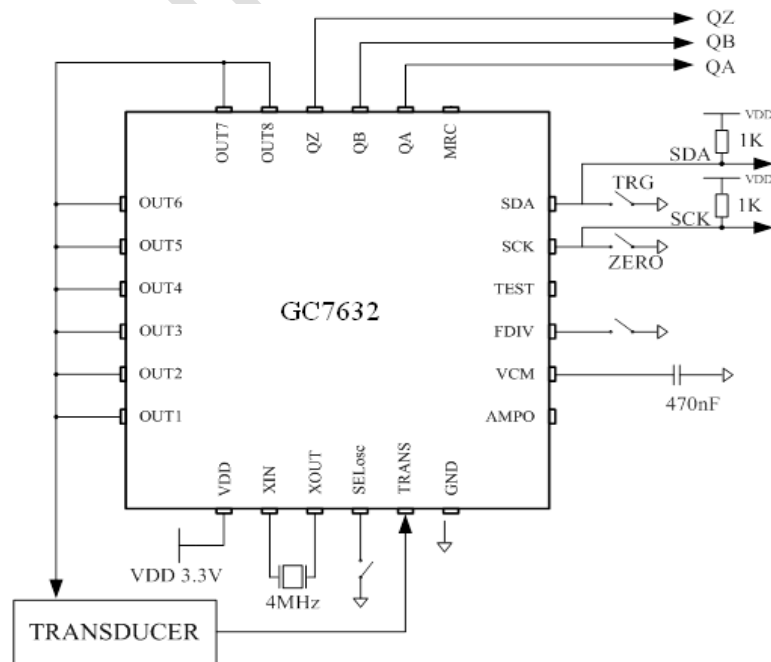 QZ
QB
QA
OUT7
OUT8
QZ
QB
QA
MRC
VDD
1K
SDA
VDD
1K
SCK
OUT6
OUT5
OUT4
OUT3
OUT2
OUT1
GC7632
SDA
SCK
TEST
FDIV
VCM
AMPO
TRG
ZERO
470nF
VDD
XIN
XOUT
SELosc
TRANS
GND
VDD 3.3V
4MHz
TRANSDUCER